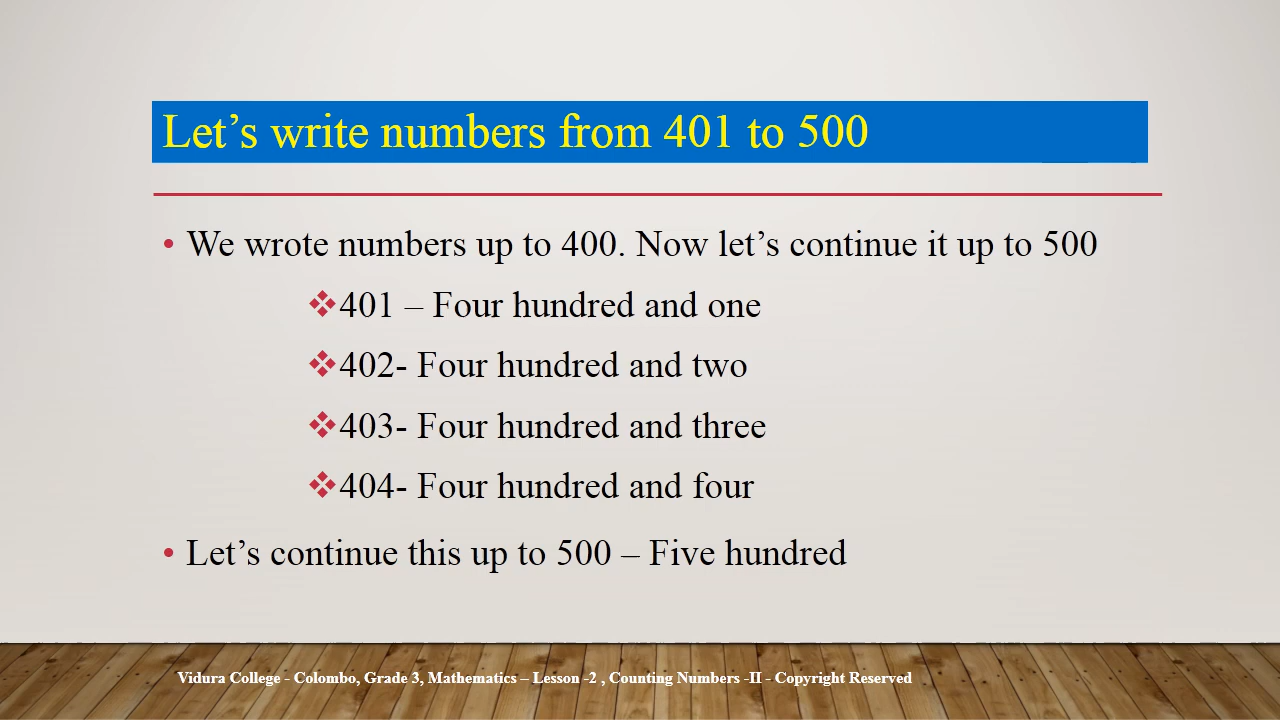 Let’s write numbers from 401 to 500
• We wrote numbers up to 400. Now let’s continue it up to 500
❖401 – Four hundred and one
❖402- Four hundred and two
❖403- Four hundred and three
❖404- Four hundred and four
• Let’s continue this up to 500 – Five hundred
Vidura College - Colombo, Grade 3, Mathematics – Lesson -2 , Counting Numbers -II - Copyright Reserved